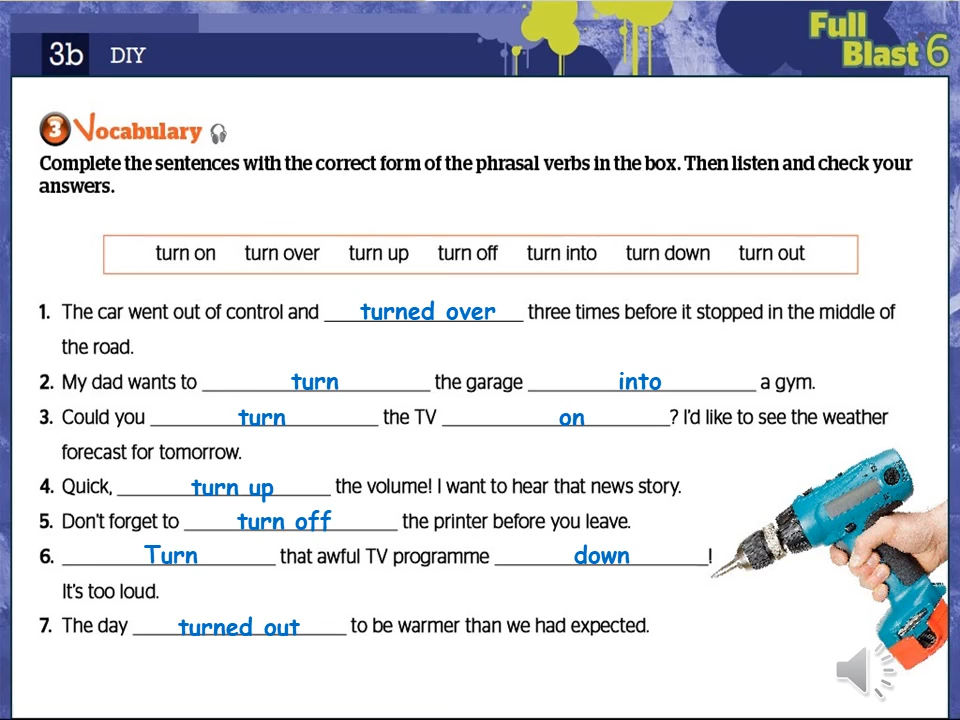 Full
Blast 6
3b DIY
3 Vocabulary
Complete the sentences with the correct form of the phrasal verbs in the box. Then listen and check your
answers.
turn on turn over turn up turn off turn into turn down turn out
1. The car went out of control and turned over three times before it stopped in the middle of
the road.
2. My dad wants to turn the garage into a gym.
3. Could you turn the TV on ? I'd like to see the weather
forecast for tomorrow.
4. Quick, turn up the volume! I want to hear that news story.
5. Don't forget to turn off the printer before you leave.
6. Turn that awful TV programme down !
It's too loud.
7. The day turned out to be warmer than we had expected.